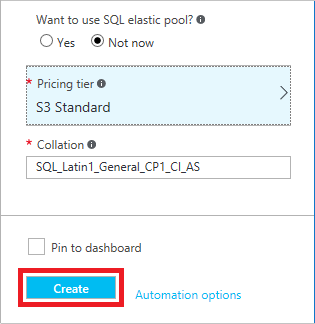 Want to use SQL elastic pool?
Yes Not now
* Pricing tier
S3 Standard
* Collation
SQL_Latin1_General_CP1_CI_AS
Pin to dashboard
Create Automation options